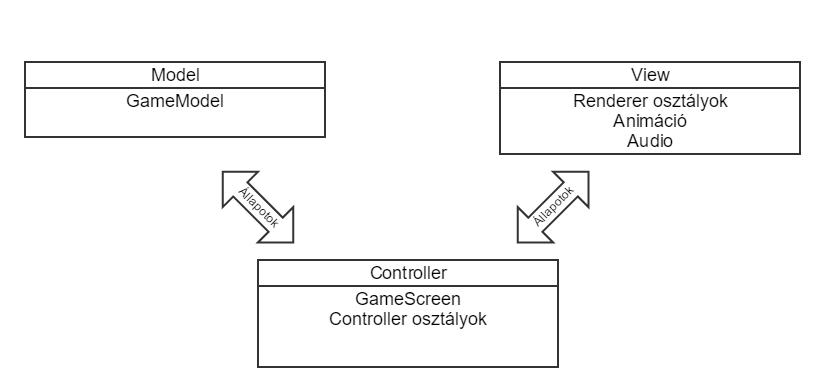 Model
GameModel
View
Renderer osztályok
Animáció
Audio
Állapotok
Állapotok
Controller
GameScreen
Controller osztályok